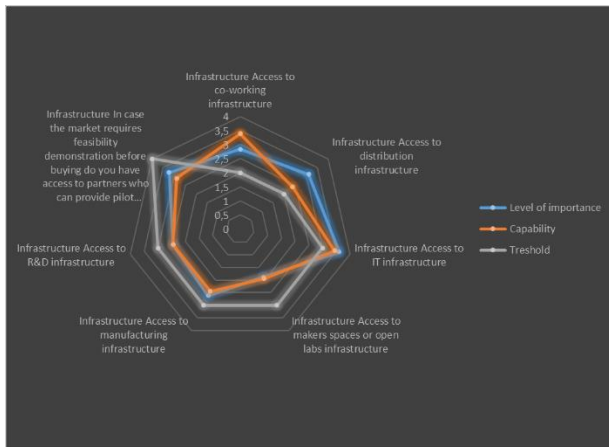 Infrastructure Access to
co-working
infrastructure
Infrastructure In case
the market requires
feasibility
demonstration before
buying do you have
access to partners who
can provide pilot...
Infrastructure Access to
distribution
infrastructure
4
3,5
3
2,5
2
1,5
1
0,5
0
Level of importance
Capability
Treshold
Infrastructure Access to
R&D infrastructure
Infrastructure Access to
IT infrastructure
Infrastructure Access to
manufacturing
infrastructure
Infrastructure Access to
makers spaces or open
labs infrastructure